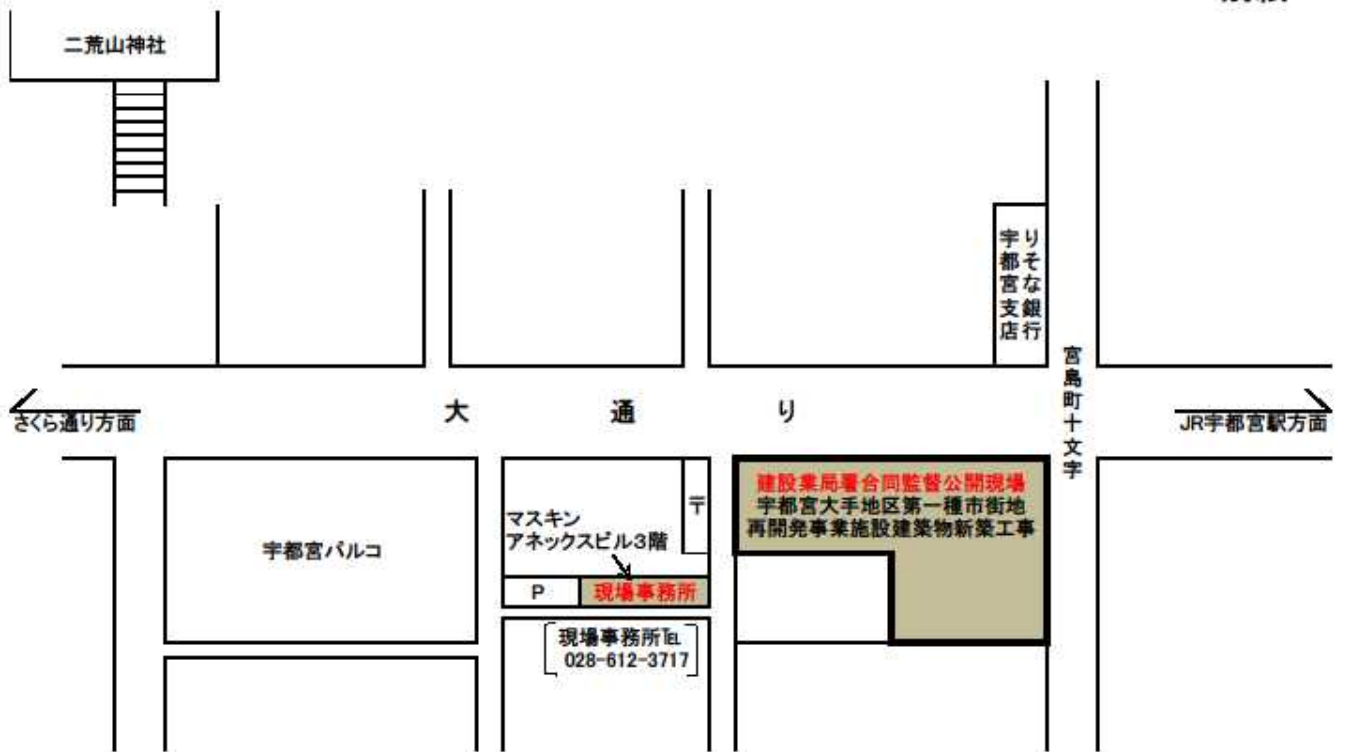 二荒山神社
りそな銀行
宇都宮支店
宮島町十文字
さくら通り方面
大通り
JR宇都宮駅方面
宇都宮パルコ
マスキン
アネックスビル3階
〒
P
現場事務所
現場事務所℡
028-612-3717
建設業局署合同監督公開現場
宇都宮大手地区第一種市街地
再開発事業施設建築物新築工事